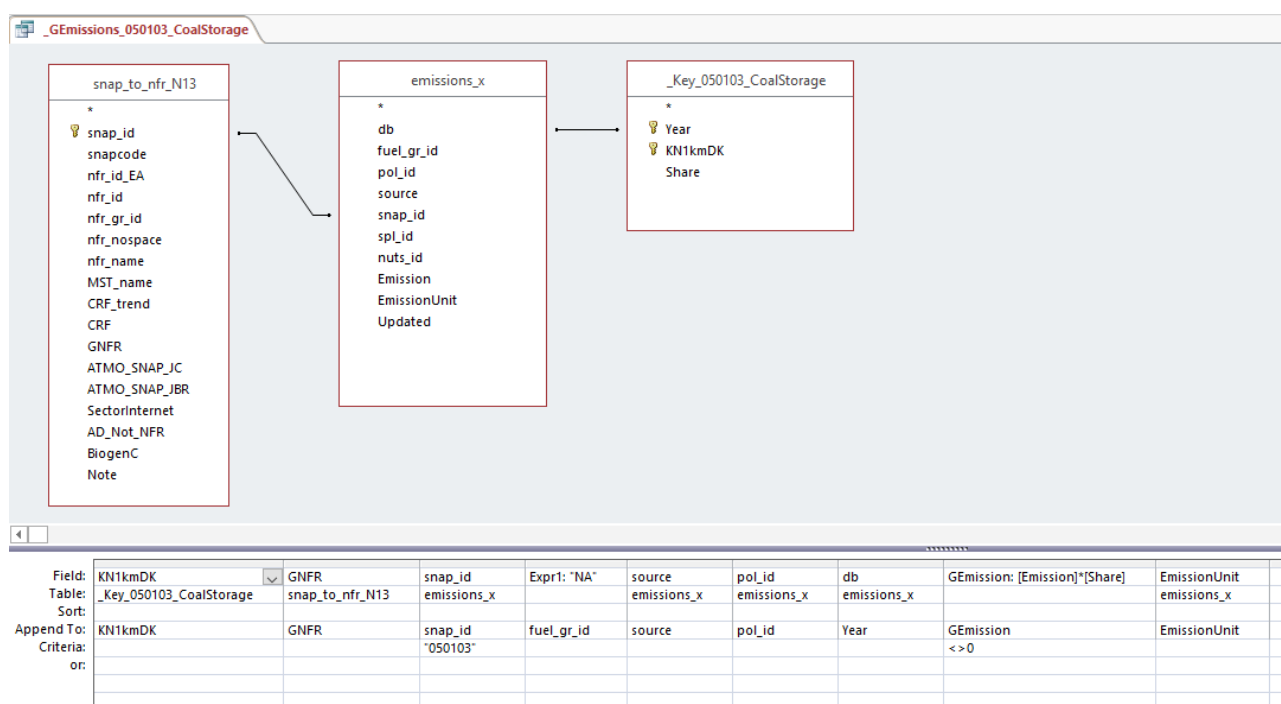 _GEmissions_050103_CoalStorage
snap_to_nfr_N13
*
snap_id
snapcode
nfr_id_EA
nfr_id
nfr_gr_id
nfr_nospace
nfr_name
MST_name
CRF_trend
CRF
GNFR
ATMO_SNAP_JC
ATMO_SNAP_JBR
SectorInternet
AD_Not_NFR
BiogenC
Note
emissions_x
*
db
fuel_gr_id
pol_id
source
snap_id
spl_id
nuts_id
Emission
EmissionUnit
Updated
_Key_050103_CoalStorage
*
Year
KN1kmDK
Share
Field: KN1kmDK GNFR snap_id Expr1: "NA" source pol_id db GEmission: [Emission]*[Share] EmissionUnit
Table: _Key_050103_CoalStorage snap_to_nfr_N13 emissions_x emissions_x emissions_x emissions_x emissions_x
Sort:
Append To: KN1kmDK GNFR snap_id fuel_gr_id source pol_id Year GEmission EmissionUnit
Criteria: "050103" <>0
or: